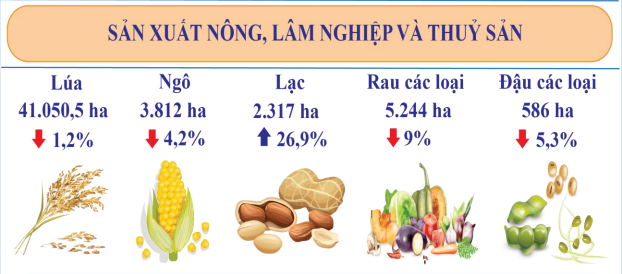 SẢN XUẤT NÔNG, LÂM NGHIỆP VÀ THUỶ SẢN
Lúa
41.050,5 ha
1,2%
Ngô
3.812 ha
4,2%
Lạc
2.317 ha
26,9%
Rau các loại
5.244 ha
9%
Đậu các loại
586 ha
5,3%